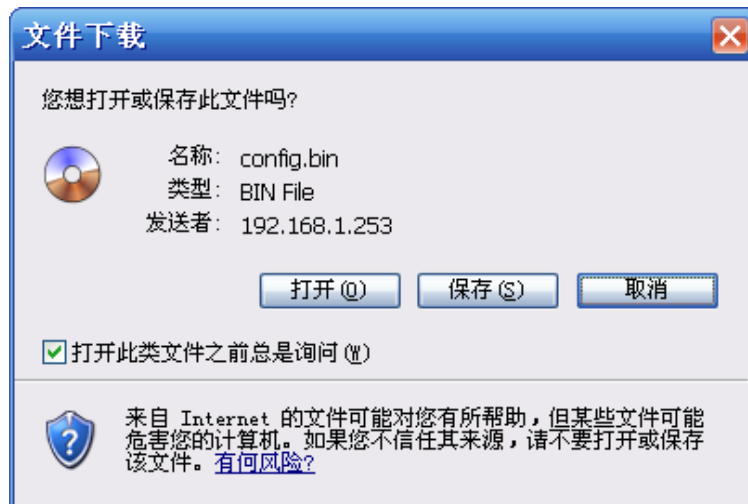 文件下载
您想打开或保存此文件吗?
名称: config.bin
类型: BIN File
发送者: 192.168.1.253
打开(O) 保存(S) 取消
打开此类文件之前总是询问(W)
来自 Internet 的文件可能对您有所帮助，但某些文件可能
危害您的计算机。如果您不信任其来源，请不要打开或保存
该文件。有何风险?